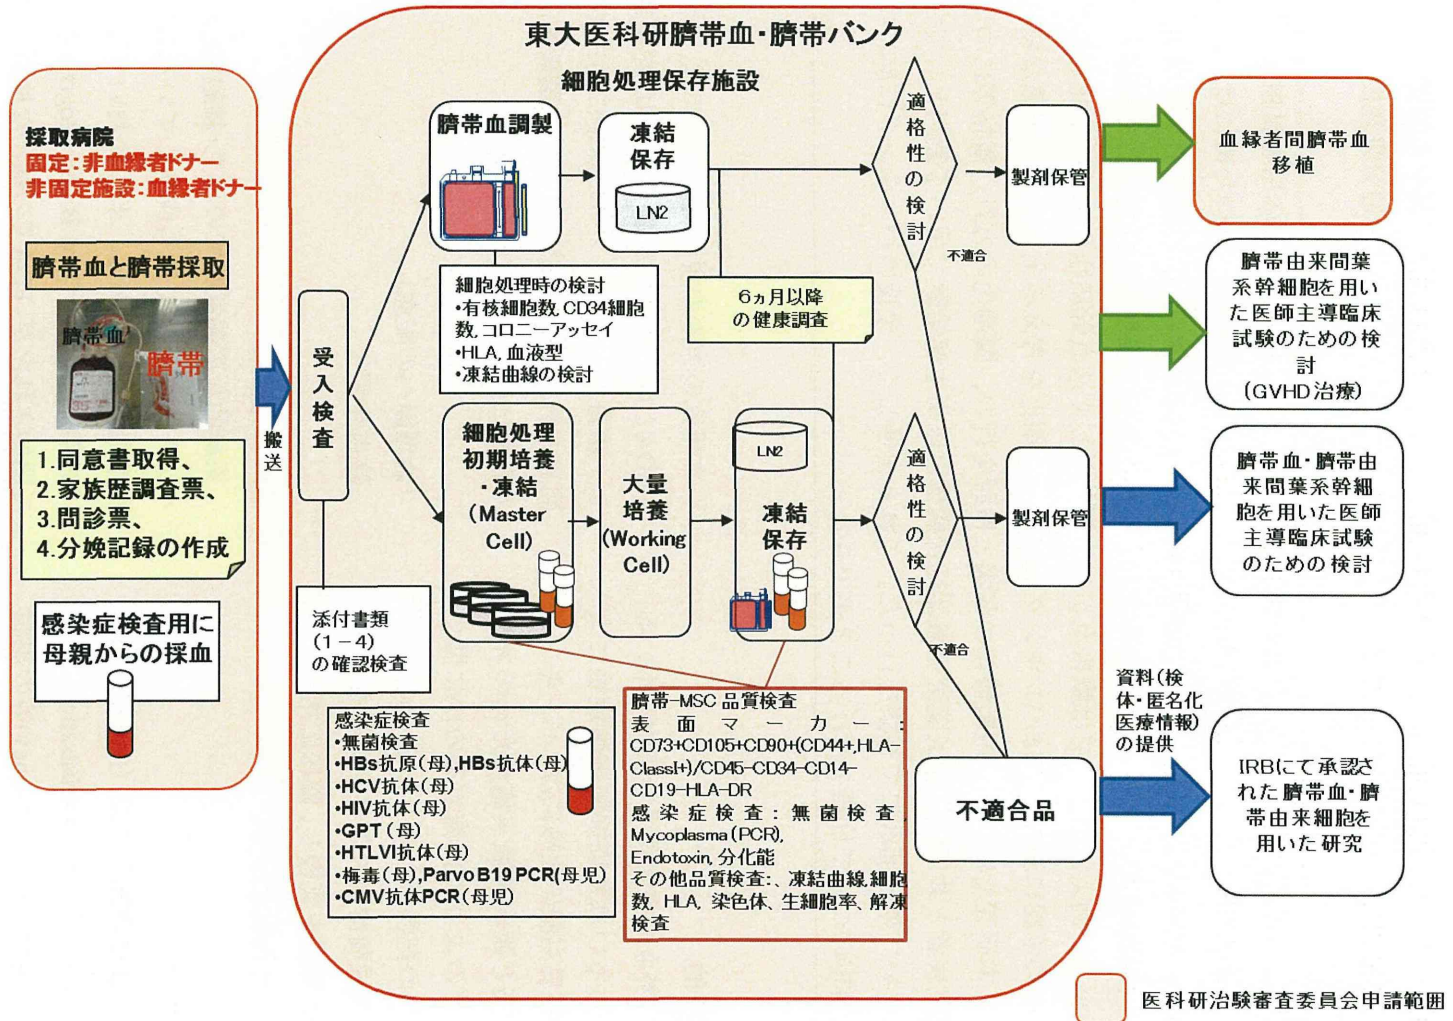 東大医科研臍帯血・臍帯バンク
細胞処理保存施設
採取病院
固定:非血縁者ドナー
非固定施設:血縁者ドナー
臍帯血と臍帯採取
臍帯血
臍帯
1.同意書取得、
2.家族歴調査票、
3.問診票、
4.分娩記録の作成
感染症検査用に
母親からの採血
搬送
受入検査
添付書類
(1-4)
の確認検査
臍帯血調製
凍結
保存
LN2
細胞処理時の検討
•有核細胞数, CD34細胞
数, コロニーアッセイ
•HLA, 血液型
•凍結曲線の検討
6ヵ月以降
の健康調査
適格性の検討
不適合
製剤保管
細胞処理
初期培養
・凍結
(Master
Cell)
大量
培養
(Working
Cell)
LN2
凍結
保存
適格性の検討
不適合
製剤保管
感染症検査
•無菌検査
•HBs抗原(母),HBs抗体(母)
•HCV抗体(母)
•HIV抗体(母)
•GPT(母)
•HTLVI抗体(母)
•梅毒(母),Parvo B19 PCR(母児)
•CMV抗体PCR(母児)
臍帯-MSC 品質検査
表面マーカー:
CD73+CD105+CD90+(CD44+,HLA-
ClassI+)/CD45-CD34-CD14-
CD19-HLA-DR
感染症検査:無菌検査,
Mycoplasma(PCR),
Endotoxin, 分化能
その他品質検査:、凍結曲線,細胞
数, HLA, 染色体、生細胞率、解凍
検査
不適合品
血縁者間臍帯血
移植
臍帯由来間葉
系幹細胞を用い
た医師主導臨床
試験のための検
討
(GVHD治療)
臍帯血・臍帯由
来間葉系幹細
胞を用いた医師
主導臨床試験
のための検討
資料(検
体・匿名化
医療情報)
の提供
IRBにて承認さ
れた臍帯血・臍
帯由来細胞を
用いた研究
医科研治験審査委員会申請範囲